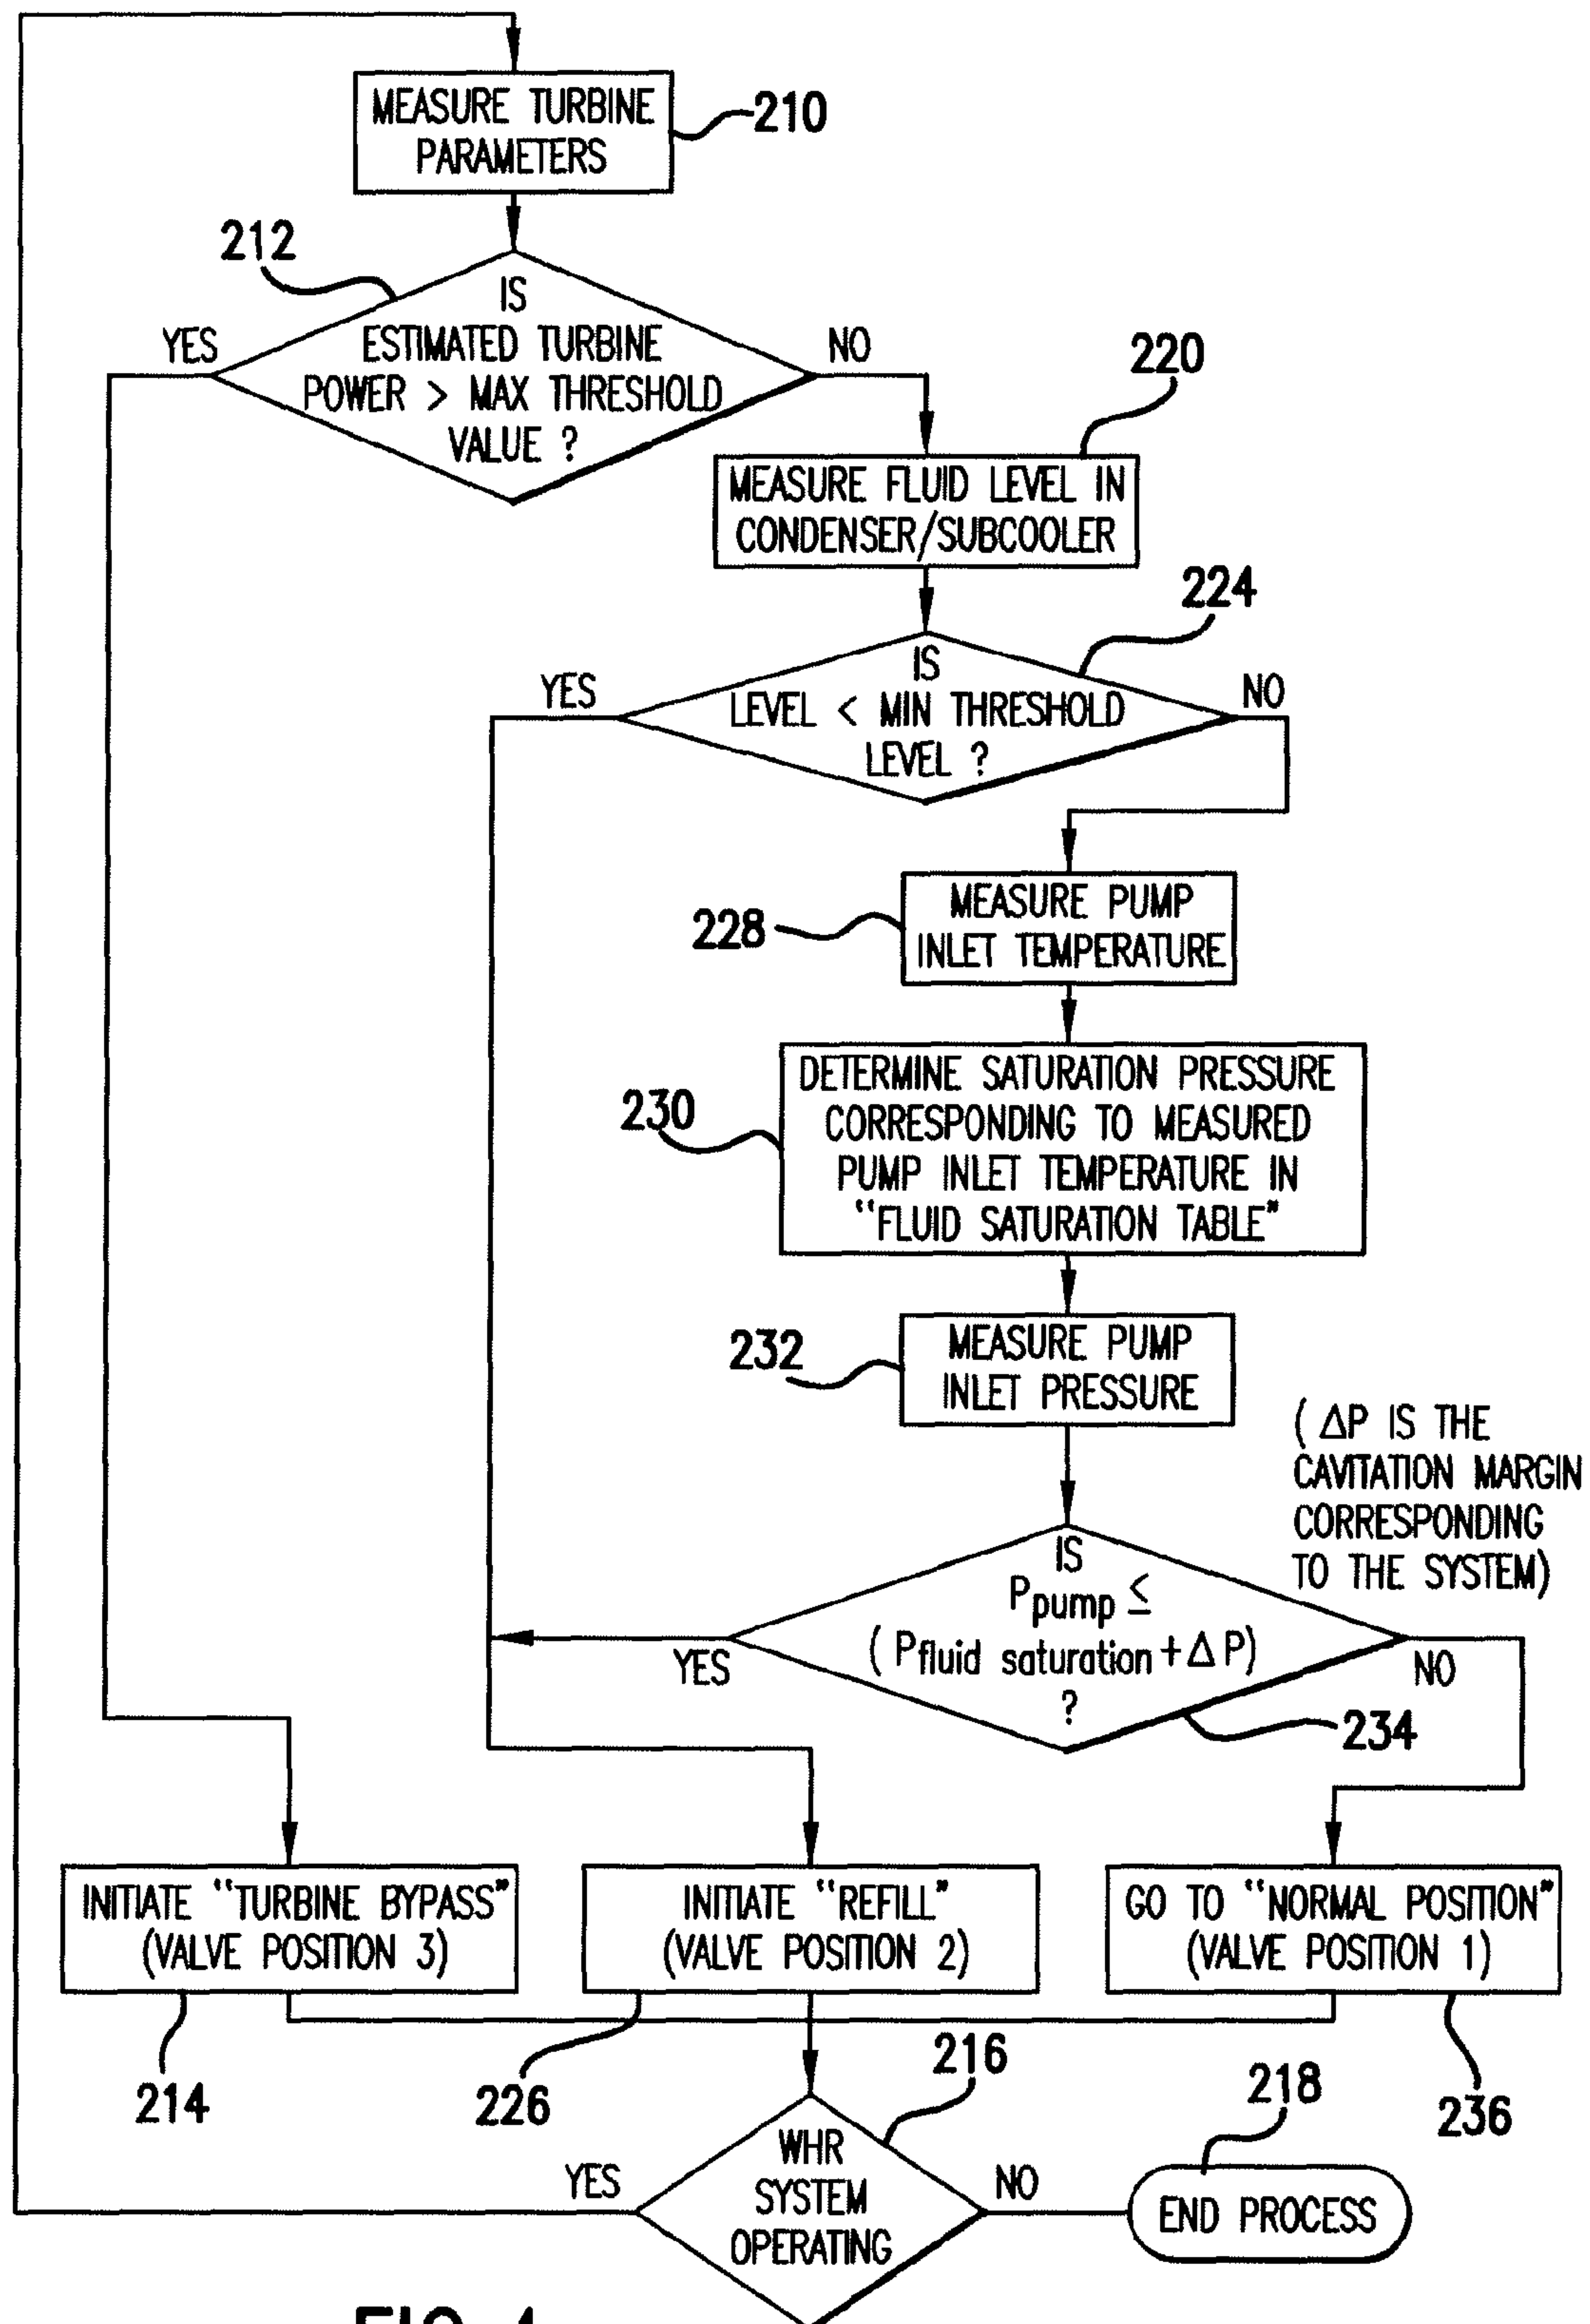 MEASURE TURBINE
PARAMETERS
210
212
IS
ESTIMATED TURBINE
POWER > MAX THRESHOLD
VALUE ?
YES
NO
220
MEASURE FLUID LEVEL IN
CONDENSER/SUBCOOLER
224
IS
LEVEL < MIN THRESHOLD
LEVEL ?
YES
NO
228
MEASURE PUMP
INLET TEMPERATURE
230
DETERMINE SATURATION PRESSURE
CORRESPONDING TO MEASURED
PUMP INLET TEMPERATURE IN
“FLUID SATURATION TABLE”
232
MEASURE PUMP
INLET PRESSURE
( ΔP IS THE
CAVITATION MARGIN
CORRESPONDING
TO THE SYSTEM)
IS
Ppump ≤
( Pfluid saturation + Δ P)
?
YES
NO
234
INITIATE “TURBINE BYPASS”
(VALVE POSITION 3)
INITIATE “REFILL”
(VALVE POSITION 2)
GO TO “NORMAL POSITION”
(VALVE POSITION 1)
214
226
216
218
236
WHR
SYSTEM
OPERATING
YES
NO
END PROCESS